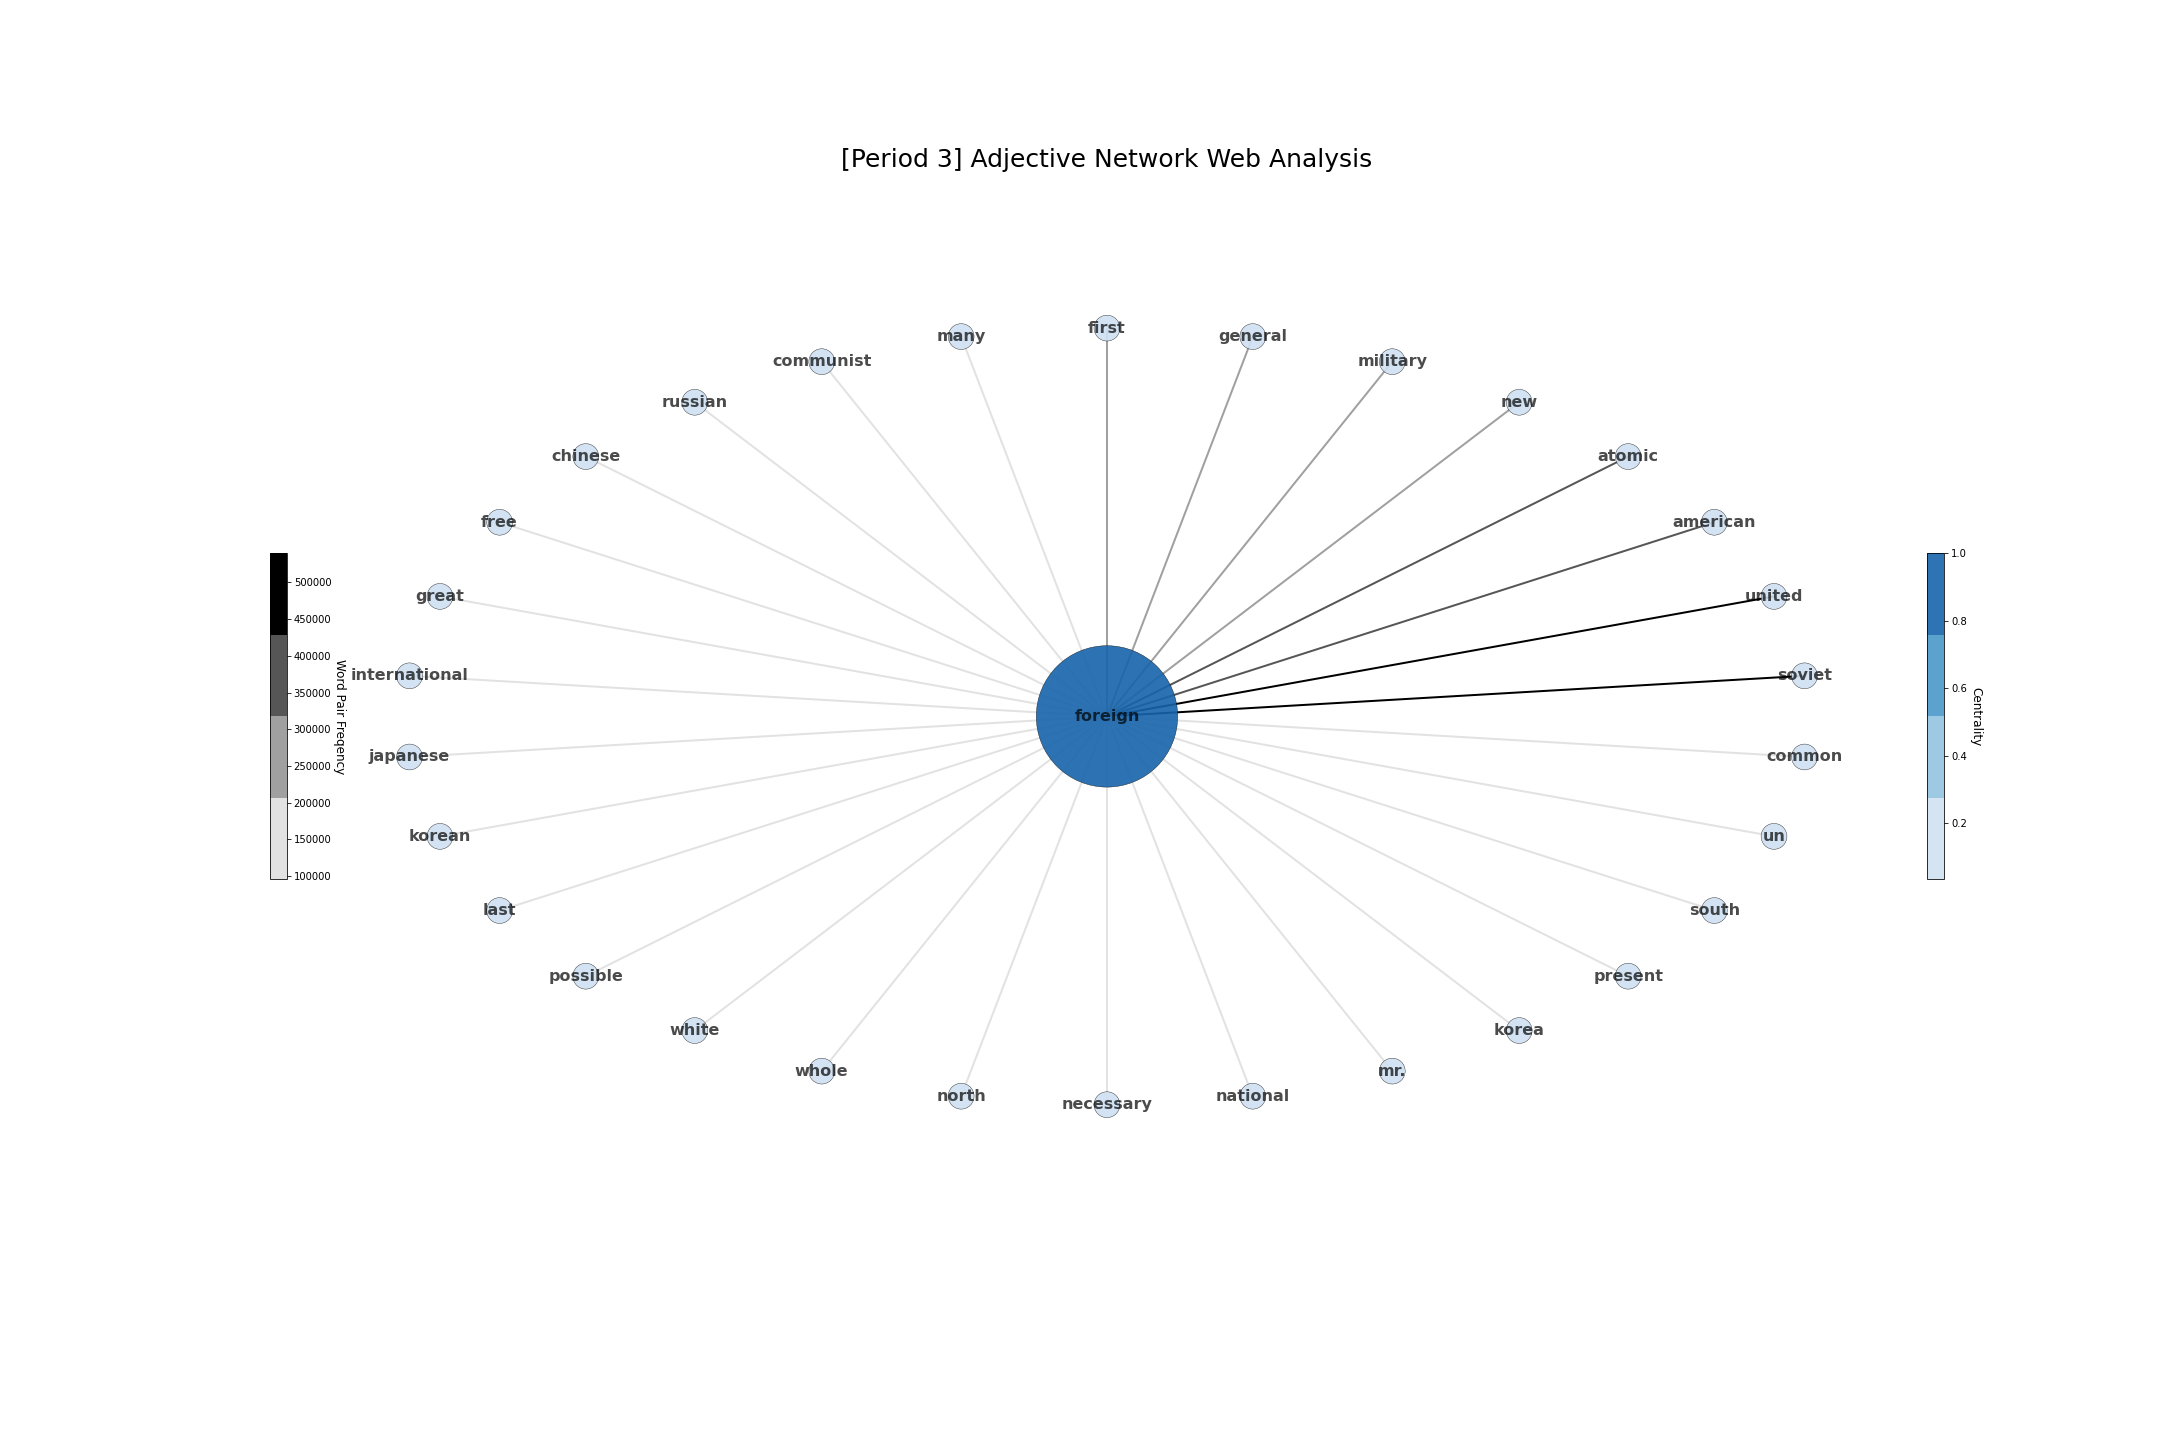 [Period 3] Adjective Network Web Analysis
first
many
general
communist
military
russian
new
chinese
atomic
free
american
great
united
international
soviet
foreign
japanese
common
korean
un
last
south
possible
present
white
korea
whole
mr.
north
national
necessary
500000
450000
400000
350000
300000
250000
200000
150000
100000
Word Pair Freqency
1.0
0.8
0.6
0.4
0.2
Centrality